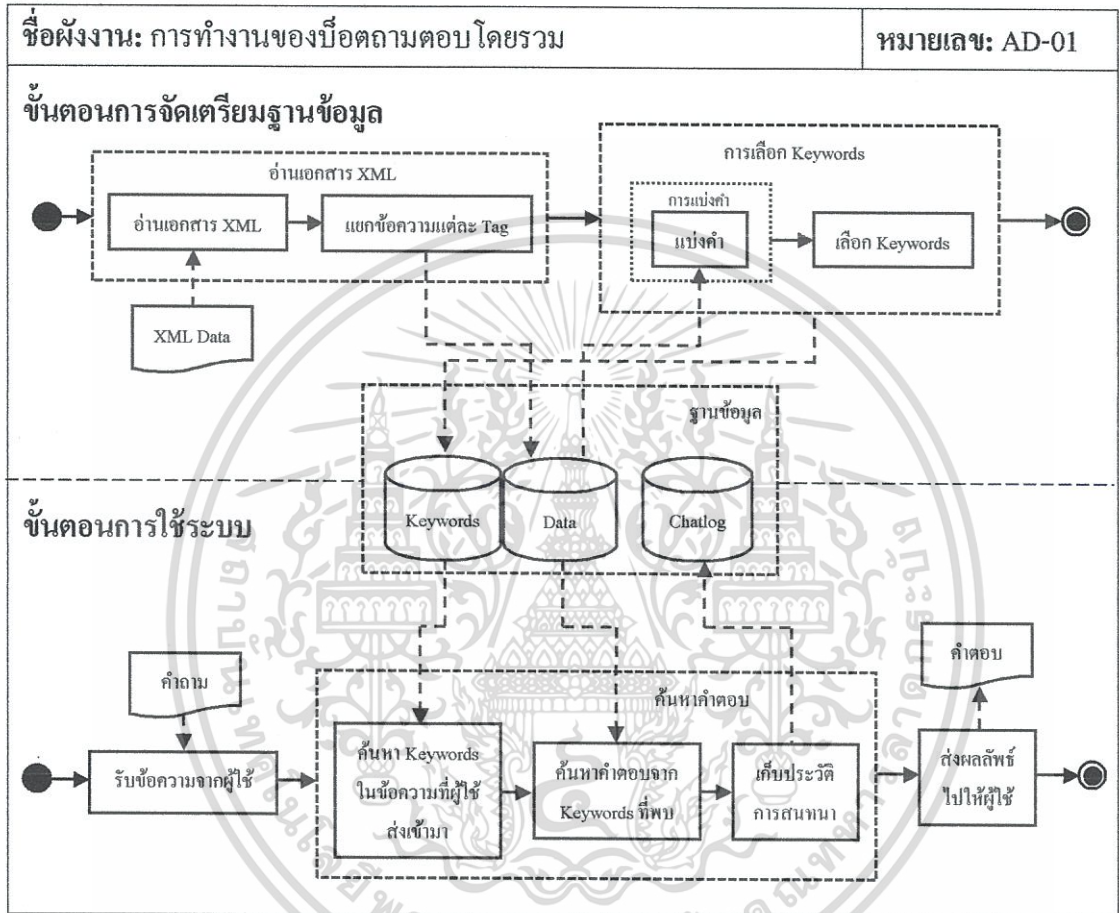 ชื่อผังงาน: การทำงานของบ็อตถามตอบโดยรวม
หมายเลข: AD-01
ขั้นตอนการจัดเตรียมฐานข้อมูล
อ่านเอกสาร XML
อ่านเอกสาร XML
แยกข้อความแต่ละ Tag
XML Data
การเลือก Keywords
การแบ่งคำ
แบ่งคำ
เลือก Keywords
ฐานข้อมูล
Keywords
Data
Chatlog
ขั้นตอนการใช้ระบบ
คำถาม
รับข้อความจากผู้ใช้
ค้นหาคำตอบ
ค้นหา Keywords
ในข้อความที่ผู้ใช้
ส่งเข้ามา
ค้นหาคำตอบจาก
Keywords ที่พบ
เก็บประวัติ
การสนทนา
คำตอบ
ส่งผลลัพธ์
ไปให้ผู้ใช้